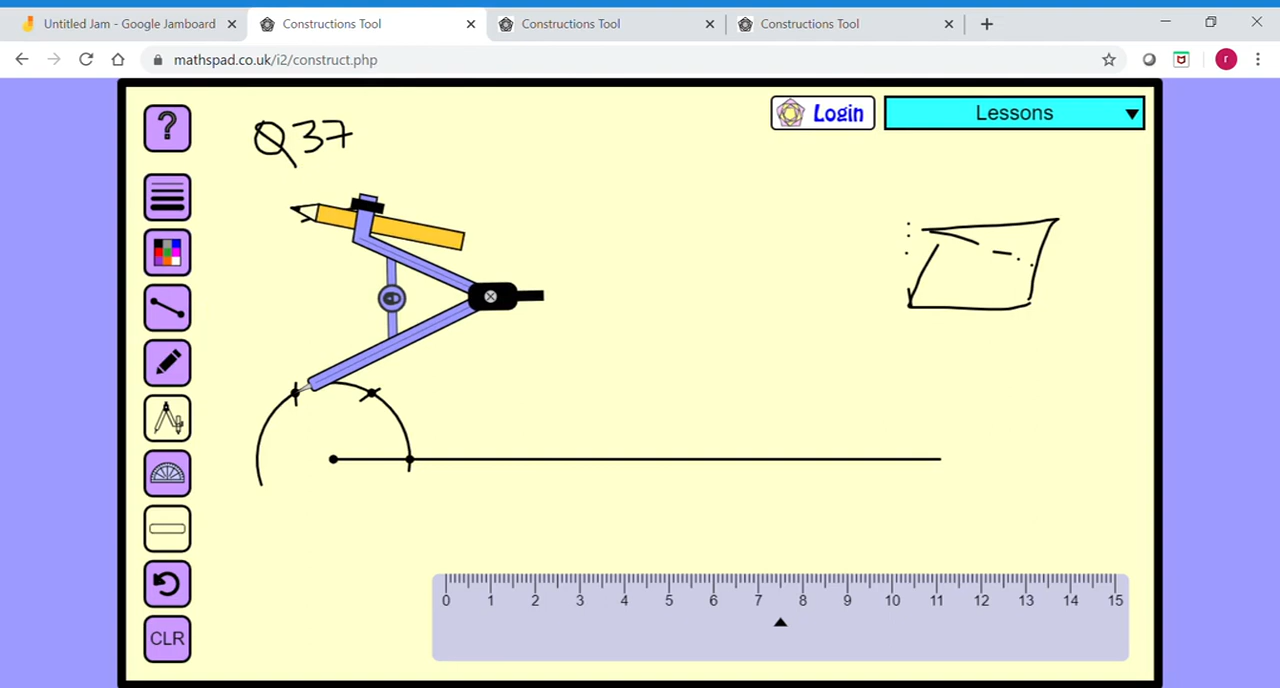 Untitled Jam - Google Jamboard
Constructions Tool
Constructions Tool
Constructions Tool
mathspad.co.uk/i2/construct.php
r
?
Q37
Login
Lessons
CLR
0 1 2 3 4 5 6 7 8 9 10 11 12 13 14 15